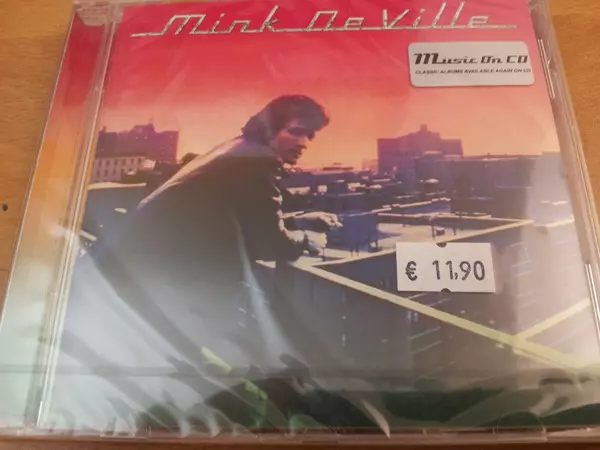 Mink DeVille
Music On CD
CLASSIC ALBUMS AVAILABLE AGAIN ON CD
€ 11,90